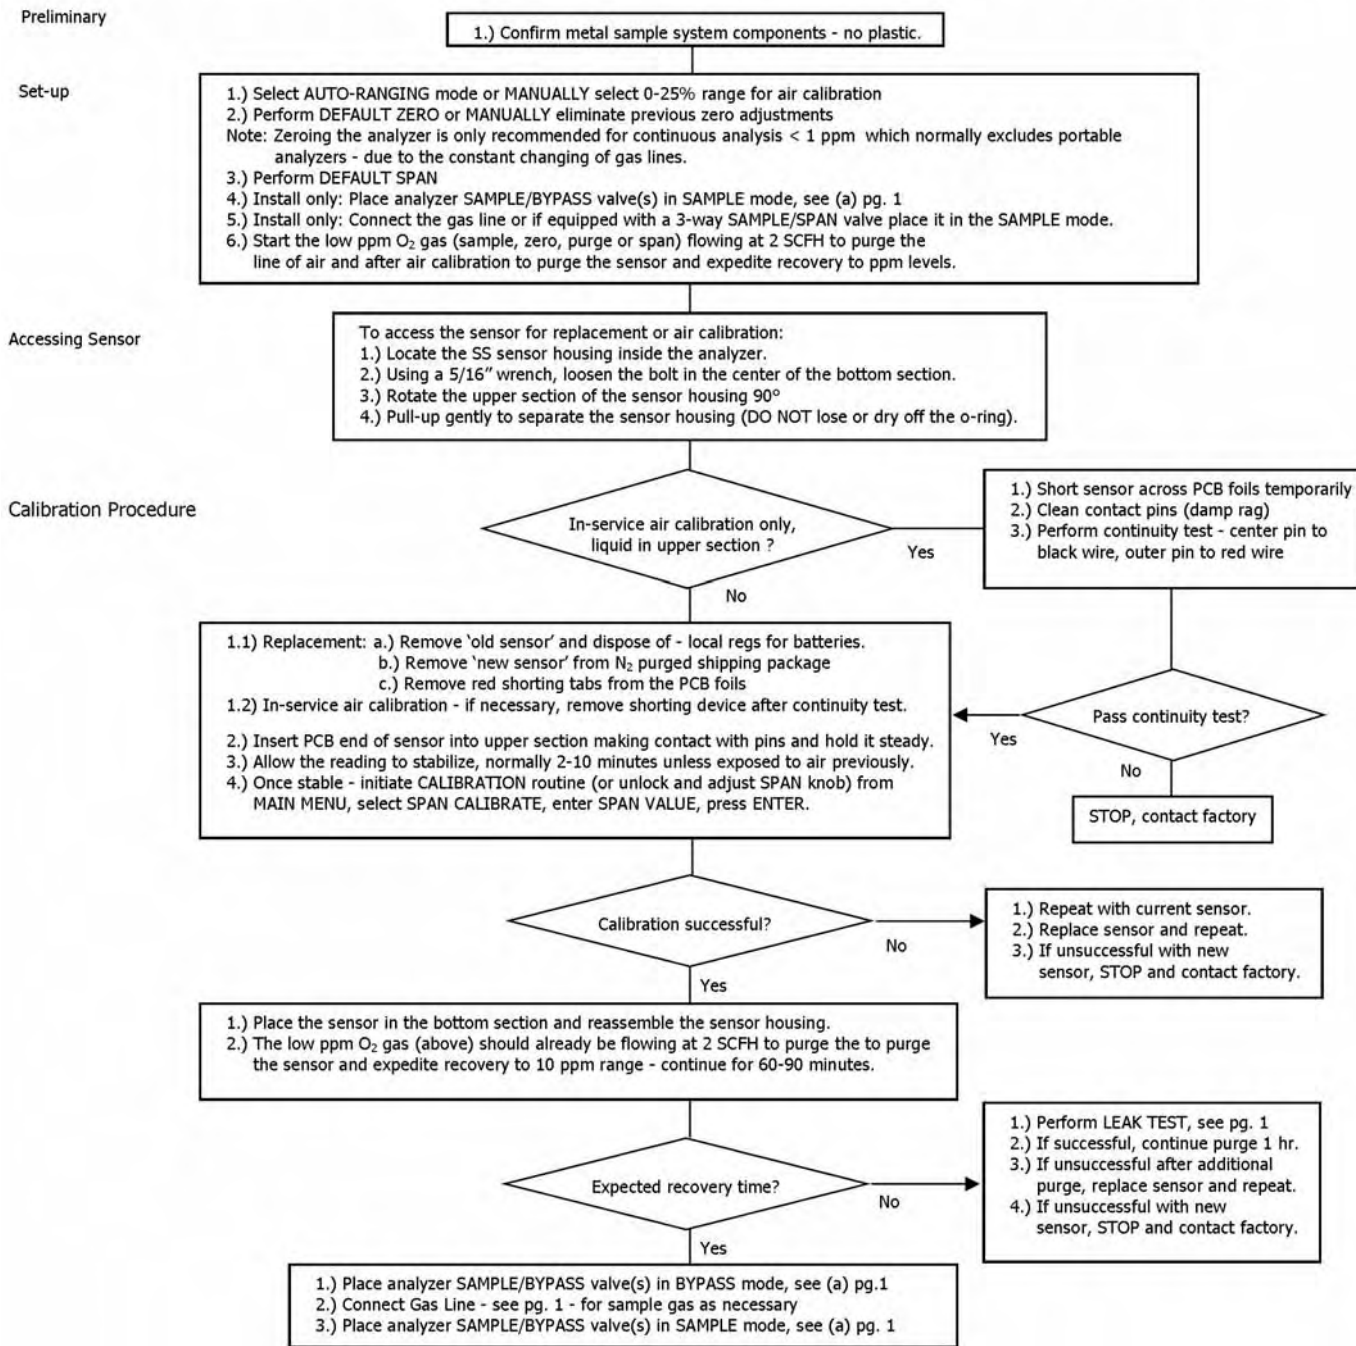 Preliminary
1.) Confirm metal sample system components - no plastic.
Set-up
1.) Select AUTO-RANGING mode or MANUALLY select 0-25% range for air calibration
2.) Perform DEFAULT ZERO or MANUALLY eliminate previous zero adjustments
Note: Zeroing the analyzer is only recommended for continuous analysis < 1 ppm which normally excludes portable
analyzers - due to the constant changing of gas lines.
3.) Perform DEFAULT SPAN
4.) Install only: Place analyzer SAMPLE/BYPASS valve(s) in SAMPLE mode, see (a) pg. 1
5.) Install only: Connect the gas line or if equipped with a 3-way SAMPLE/SPAN valve place it in the SAMPLE mode.
6.) Start the low ppm O₂ gas (sample, zero, purge or span) flowing at 2 SCFH to purge the
line of air and after air calibration to purge the sensor and expedite recovery to ppm levels.
Accessing Sensor
To access the sensor for replacement or air calibration:
1.) Locate the SS sensor housing inside the analyzer.
2.) Using a 5/16” wrench, loosen the bolt in the center of the bottom section.
3.) Rotate the upper section of the sensor housing 90°
4.) Pull-up gently to separate the sensor housing (DO NOT lose or dry off the o-ring).
Calibration Procedure
In-service air calibration only,
liquid in upper section ?
Yes
No
1.) Short sensor across PCB foils temporarily
2.) Clean contact pins (damp rag)
3.) Perform continuity test - center pin to
black wire, outer pin to red wire
1.1) Replacement: a.) Remove ‘old sensor’ and dispose of - local regs for batteries.
b.) Remove ‘new sensor’ from N₂ purged shipping package
c.) Remove red shorting tabs from the PCB foils
1.2) In-service air calibration - if necessary, remove shorting device after continuity test.
2.) Insert PCB end of sensor into upper section making contact with pins and hold it steady.
3.) Allow the reading to stabilize, normally 2-10 minutes unless exposed to air previously.
4.) Once stable - initiate CALIBRATION routine (or unlock and adjust SPAN knob) from
MAIN MENU, select SPAN CALIBRATE, enter SPAN VALUE, press ENTER.
Pass continuity test?
Yes
No
STOP, contact factory
Calibration successful?
No
Yes
1.) Repeat with current sensor.
2.) Replace sensor and repeat.
3.) If unsuccessful with new
sensor, STOP and contact factory.
1.) Place the sensor in the bottom section and reassemble the sensor housing.
2.) The low ppm O₂ gas (above) should already be flowing at 2 SCFH to purge the to purge
the sensor and expedite recovery to 10 ppm range - continue for 60-90 minutes.
Expected recovery time?
No
Yes
1.) Perform LEAK TEST, see pg. 1
2.) If successful, continue purge 1 hr.
3.) If unsuccessful after additional
purge, replace sensor and repeat.
4.) If unsuccessful with new
sensor, STOP and contact factory.
1.) Place analyzer SAMPLE/BYPASS valve(s) in BYPASS mode, see (a) pg.1
2.) Connect Gas Line - see pg. 1 - for sample gas as necessary
3.) Place analyzer SAMPLE/BYPASS valve(s) in SAMPLE mode, see (a) pg. 1